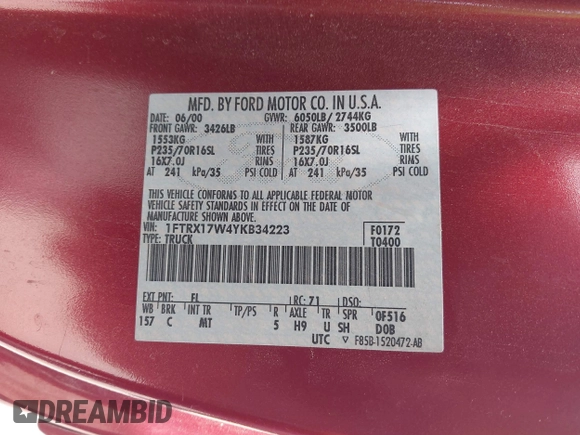 MFD. BY FORD MOTOR CO. IN U.S.A.
DATE: 06/00 GVWR: 6050LB/ 2744KG
FRONT GAWR: 3426LB REAR GAWR: 3500LB
1553KG WITH 1587KG WITH
P235/70R16SL TIRES P235/70R16SL TIRES
16X7.0J RIMS 16X7.0J RIMS
AT 241 kPa/35 PSI COLD AT 241 kPa/35 PSI COLD
THIS VEHICLE CONFORMS TO ALL APPLICABLE FEDERAL MOTOR
VEHICLE SAFETY STANDARDS IN EFFECT ON THE DATE OF MANUFACTURE
SHOWN ABOVE.
VIN: 1FTRX17W4YKB34223 F0172
TYPE: TRUCK T0400
EXT PNT: FL RC: 71 DSO:
WB BRK INT TR TP/PS R AXLE TR SPR 0F516
157 C MT 5 H9 U SH DOB
UTC ▽ F85B-1520472-AB
DREAMBID